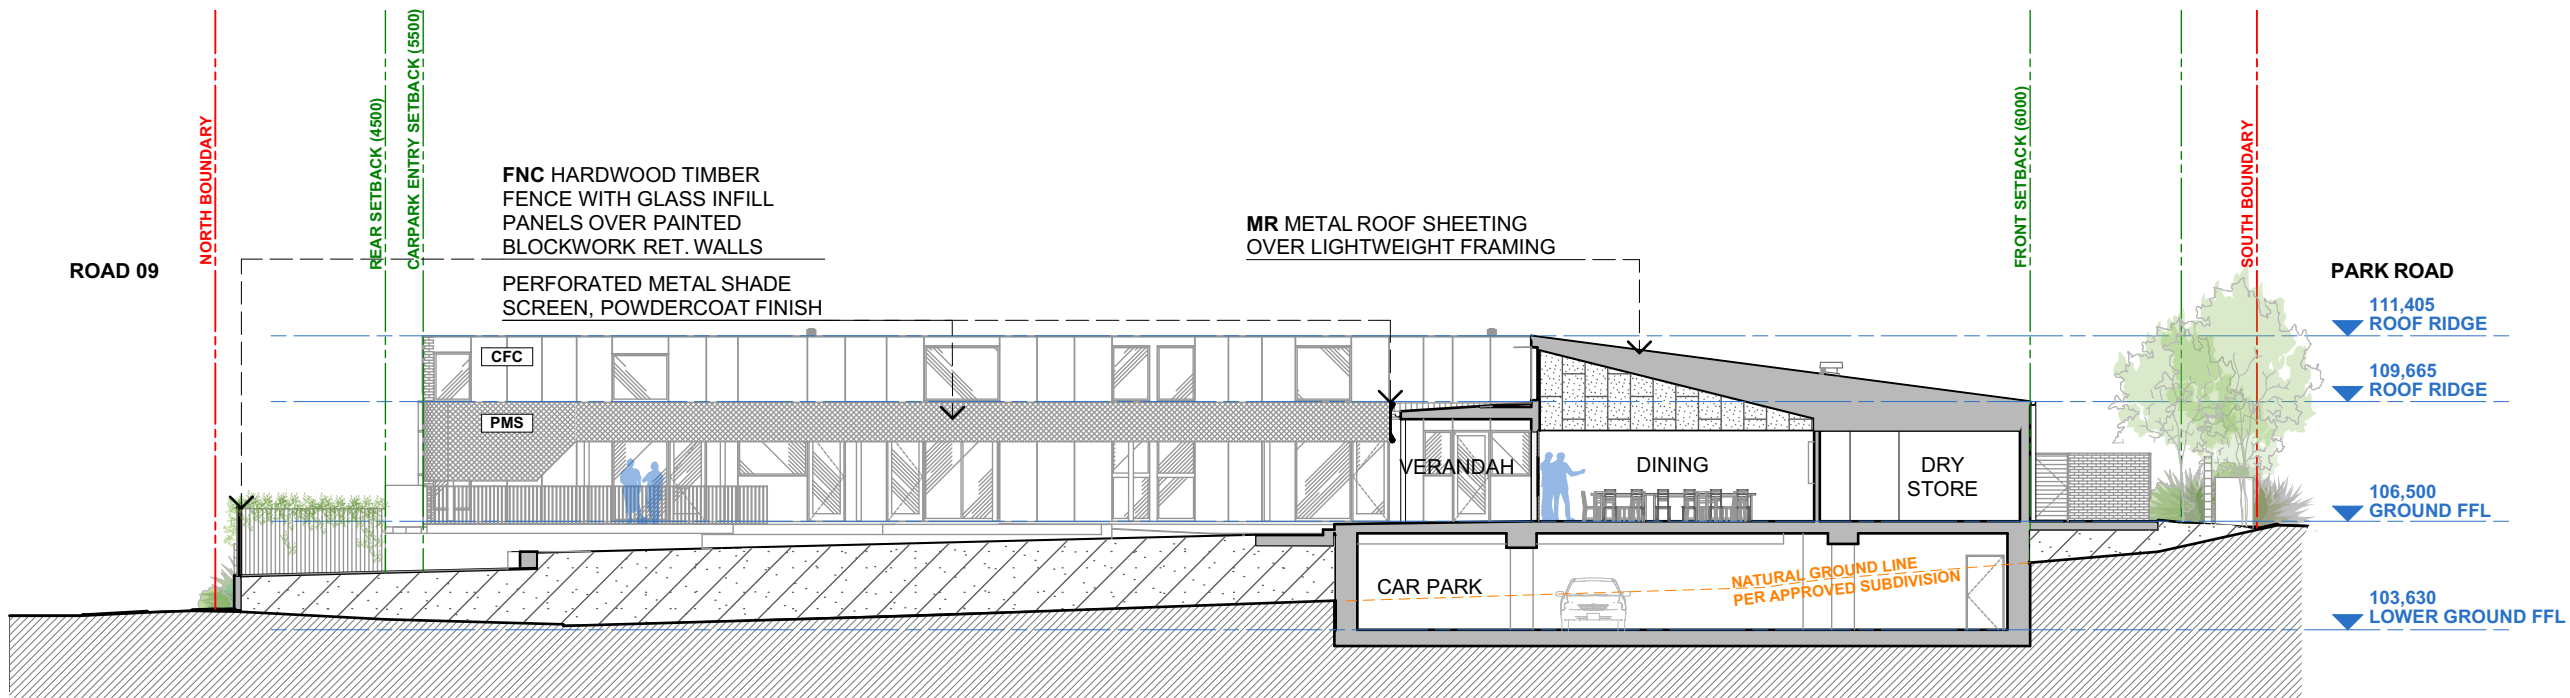 NORTH BOUNDARY
REAR SETBACK (4500)
CARPARK ENTRY SETBACK (5500)
FRONT SETBACK (6000)
SOUTH BOUNDARY
ROAD 09
FNC HARDWOOD TIMBER
FENCE WITH GLASS INFILL
PANELS OVER PAINTED
BLOCKWORK RET. WALLS
PERFORATED METAL SHADE
SCREEN, POWDERCOAT FINISH
MR METAL ROOF SHEETING
OVER LIGHTWEIGHT FRAMING
PARK ROAD
111,405
ROOF RIDGE
109,665
ROOF RIDGE
106,500
GROUND FFL
103,630
LOWER GROUND FFL
CFC
PMS
VERANDAH
DINING
DRY
STORE
CAR PARK
NATURAL GROUND LINE
PER APPROVED SUBDIVISION